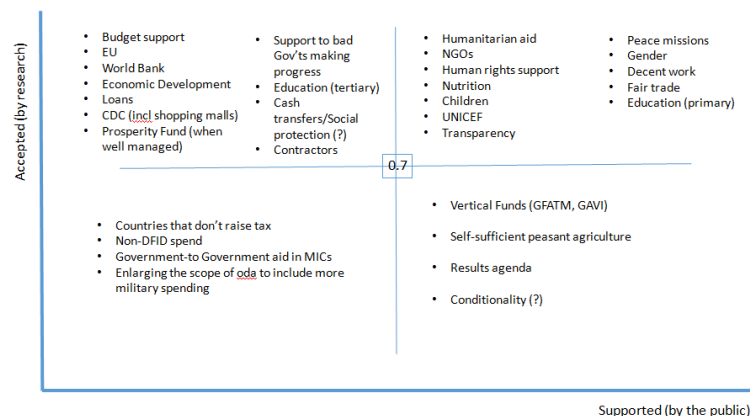 Accepted (by research)
• Budget support
• EU
• World Bank
• Economic Development
• Loans
• CDC (incl shopping malls)
• Prosperity Fund (when
well managed)
• Support to bad
Gov'ts making
progress
• Education (tertiary)
• Cash
transfers/Social
protection (?)
• Contractors
• Humanitarian aid
• NGOs
• Human rights support
• Nutrition
• Children
• UNICEF
• Transparency
• Peace missions
• Gender
• Decent work
• Fair trade
• Education (primary)
0.7
• Countries that don't raise tax
• Non-DFID spend
• Government-to Government aid in MICs
• Enlarging the scope of oda to include more
military spending
• Vertical Funds (GFATM, GAVI)
• Self-sufficient peasant agriculture
• Results agenda
• Conditionality (?)
Supported (by the public)